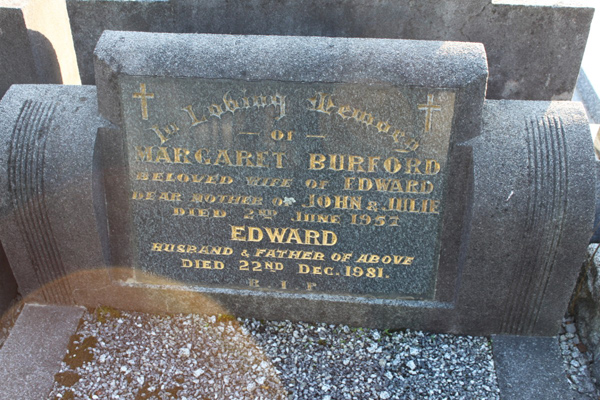 In Loving Memory
OF
MARGARET BURFORD
BELOVED WIFE OF EDWARD
DEAR MOTHER OF JOHN & JULIE
DIED 2ND JUNE 1957
EDWARD
HUSBAND & FATHER OF ABOVE
DIED 22ND DEC. 1981.
R.I.P